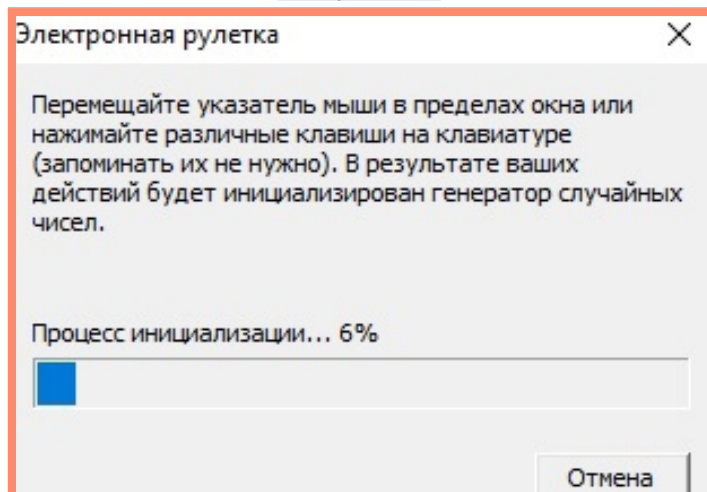 Электронная рулетка
Перемещайте указатель мыши в пределах окна или
нажимайте различные клавиши на клавиатуре
(запоминать их не нужно). В результате ваших
действий будет инициализирован генератор случайных
чисел.
Процесс инициализации... 6%
Отмена